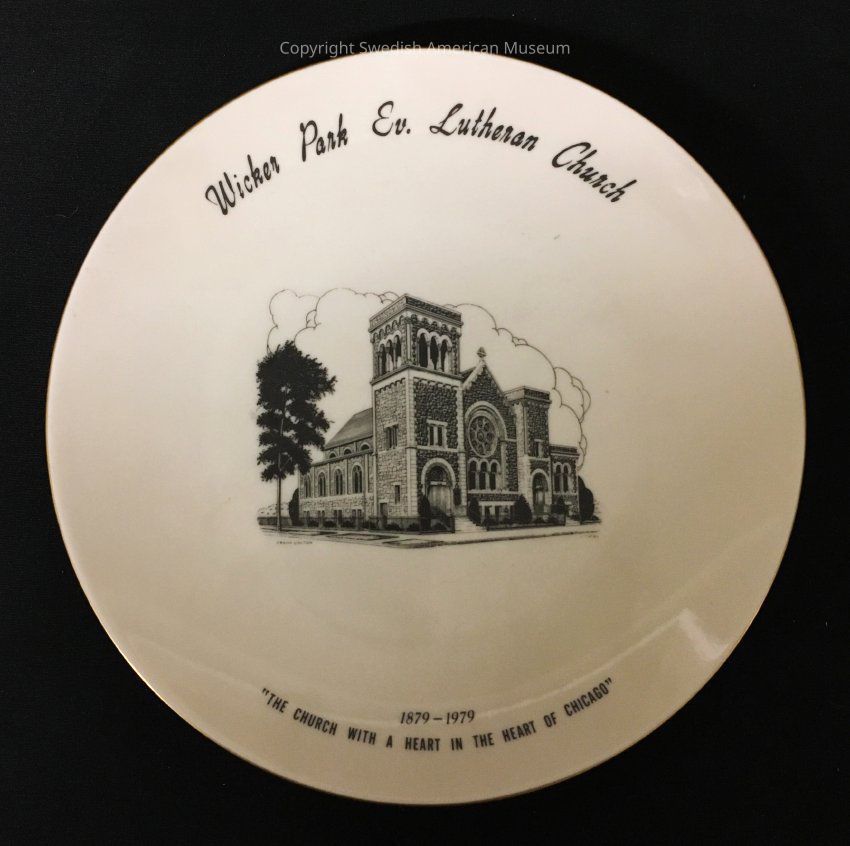 Copyright Swedish American Museum
Wicker Park Ev. Lutheran Church
1879–1979
"THE CHURCH WITH A HEART IN THE HEART OF CHICAGO"